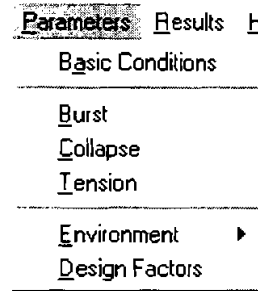 Parameters Results H
Basic Conditions
Burst
Collapse
Tension
Environment
Design Factors